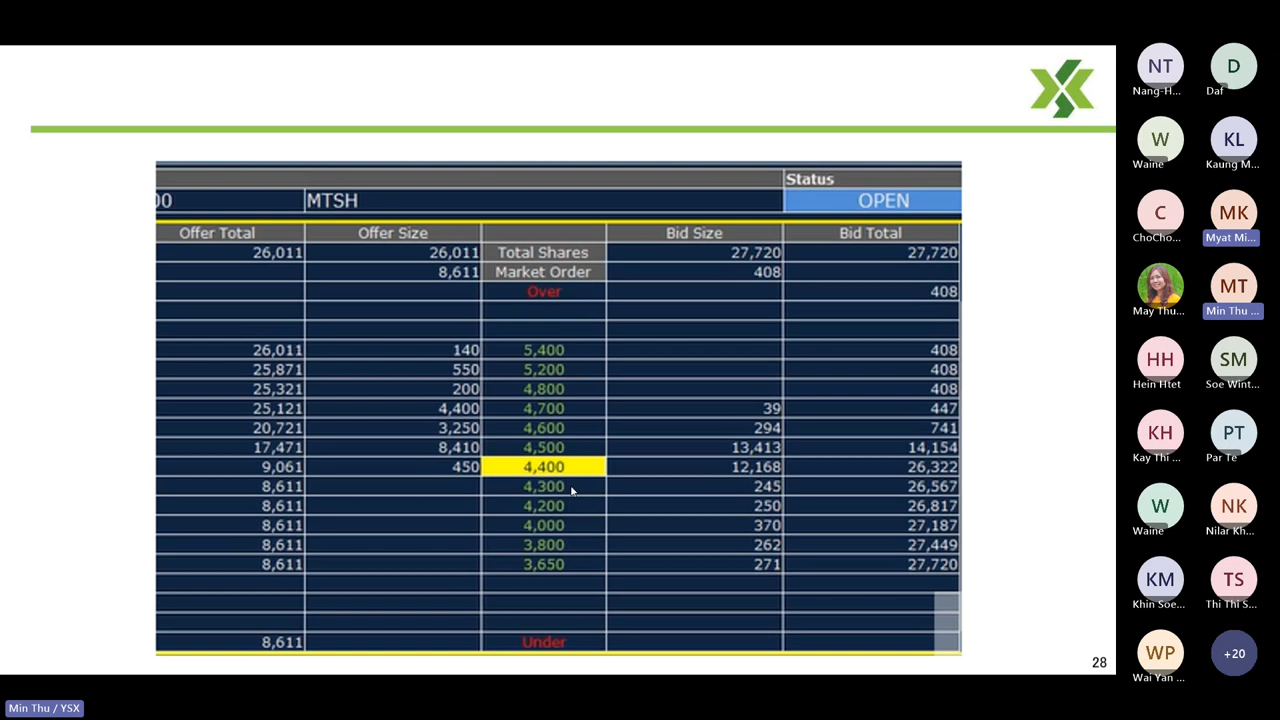 Status
00 MTSH OPEN
Offer Total Offer Size Bid Size Bid Total
26,011 26,011 Total Shares 27,720 27,720
8,611 Market Order 408
Over 408
26,011 140 5,400 408
25,871 550 5,200 408
25,321 200 4,800 408
25,121 4,400 4,700 39 447
20,721 3,250 4,600 294 741
17,471 8,410 4,500 13,413 14,154
9,061 450 4,400 12,168 26,322
8,611 4,300 245 26,567
8,611 4,200 250 26,817
8,611 4,000 370 27,187
8,611 3,800 262 27,449
8,611 3,650 271 27,720
8,611 Under
28
NT D
Nang-H... Daf
W KL
Waine Kaung M...
C MK
ChoCho... Myat Mi...
MT
May Thu... Min Thu ...
HH SM
Hein Htet Soe Wint...
KH PT
Kay Thi ... Par Te
W NK
Waine Nilar Kh...
KM TS
Khin Soe... Thi Thi S...
WP +20
Wai Yan ...
Min Thu / YSX